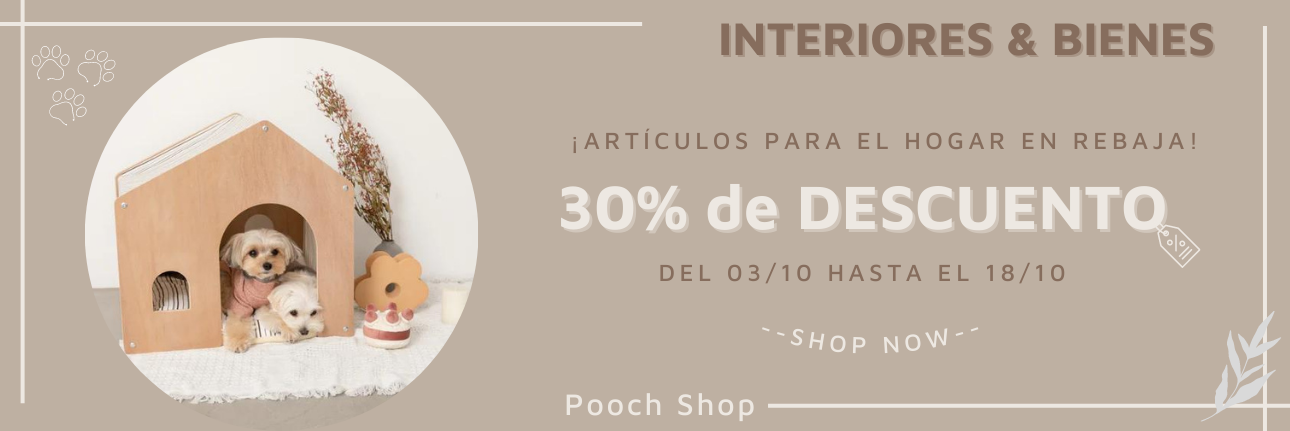 INTERIORES & BIENES
¡ARTÍCULOS PARA EL HOGAR EN REBAJA!
30% de DESCUENTO
%
DEL 03/10 HASTA EL 18/10
--SHOP NOW--
Pooch Shop